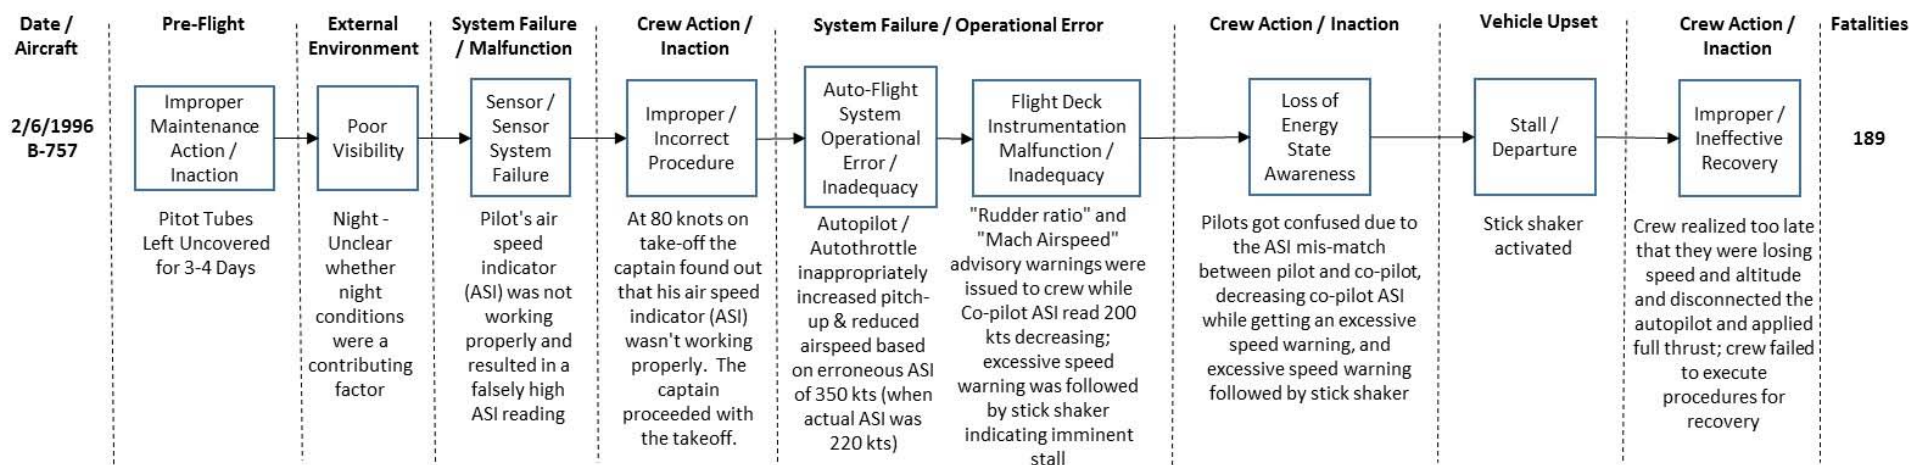 Date /
Aircraft
Pre-Flight
External
Environment
System Failure
/ Malfunction
Crew Action /
Inaction
System Failure / Operational Error
Crew Action / Inaction
Vehicle Upset
Crew Action /
Inaction
Fatalities
2/6/1996
B-757
Improper
Maintenance
Action /
Inaction
Pitot Tubes
Left Uncovered
for 3-4 Days
Poor
Visibility
Night -
Unclear
whether
night
conditions
were a
contributing
factor
Sensor /
Sensor
System
Failure
Pilot's air
speed
indicator
(ASI) was not
working
properly and
resulted in a
falsely high
ASI reading
Improper /
Incorrect
Procedure
At 80 knots on
take-off the
captain found out
that his air speed
indicator (ASI)
wasn't working
properly. The
captain
proceeded with
the takeoff.
Auto-Flight
System
Operational
Error /
Inadequacy
Autopilot /
Autothrottle
inappropriately
increased pitch-
up & reduced
airspeed based
on erroneous ASI
of 350 kts (when
actual ASI was
220 kts)
Flight Deck
Instrumentation
Malfunction /
Inadequacy
"Rudder ratio" and
"Mach Airspeed"
advisory warnings were
issued to crew while
Co-pilot ASI read 200
kts decreasing;
excessive speed
warning was followed
by stick shaker
indicating imminent
stall
Loss of
Energy
State
Awareness
Pilots got confused due to
the ASI mis-match
between pilot and co-pilot,
decreasing co-pilot ASI
while getting an excessive
speed warning, and
excessive speed warning
followed by stick shaker
Stall /
Departure
Stick shaker
activated
Improper /
Ineffective
Recovery
Crew realized too late
that they were losing
speed and altitude
and disconnected the
autopilot and applied
full thrust; crew failed
to execute
procedures for
recovery
189